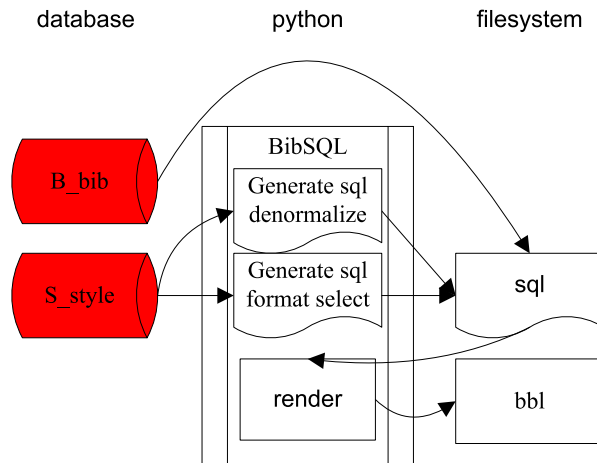 database
python
filesystem
BibSQL
B_bib
Generate sql
denormalize
S_style
Generate sql
format select
sql
render
bbl